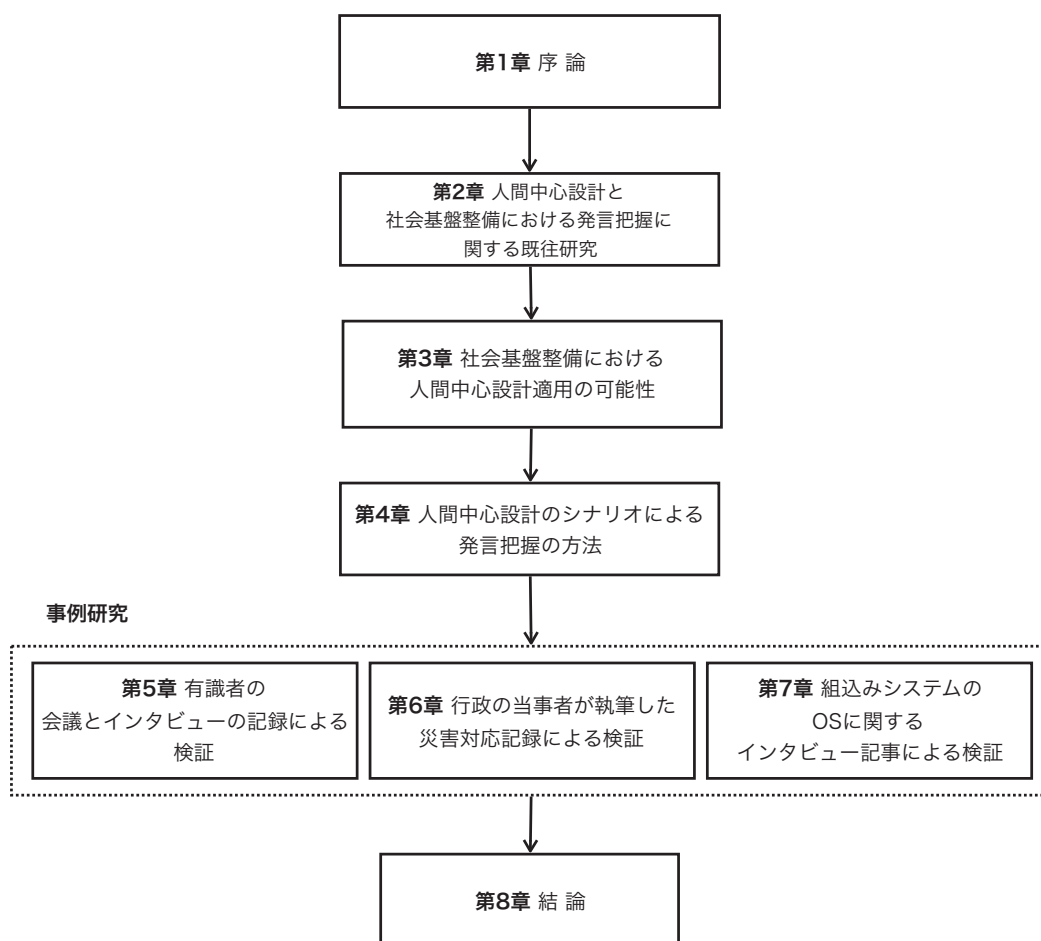 第1章 序 論
第2章 人間中心設計と
社会基盤整備における発言把握に
関する既往研究
第3章 社会基盤整備における
人間中心設計適用の可能性
第4章 人間中心設計のシナリオによる
発言把握の方法
事例研究
第5章 有識者の
会議とインタビューの記録による
検証
第6章 行政の当事者が執筆した
災害対応記録による検証
第7章 組込みシステムの
OSに関する
インタビュー記事による検証
第8章 結 論